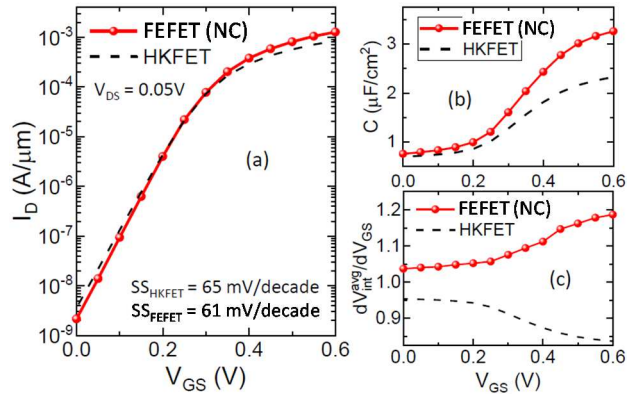 FEFET (NC)
HKFET
V_DS = 0.05V
(a)
SS_HKFET = 65 mV/decade
SS_FEFET = 61 mV/decade
I_D (A/μm)
10^-3
10^-4
10^-5
10^-6
10^-7
10^-8
10^-9
0.0 0.2 0.4 0.6
V_GS (V)
FEFET (NC)
HKFET
(b)
C (μF/cm²)
3
2
1
0.0 0.2 0.4 0.6
FEFET (NC)
HKFET
(c)
dV_int^avg/dV_GS
1.2
1.1
1.0
0.9
0.0 0.2 0.4 0.6
V_GS (V)